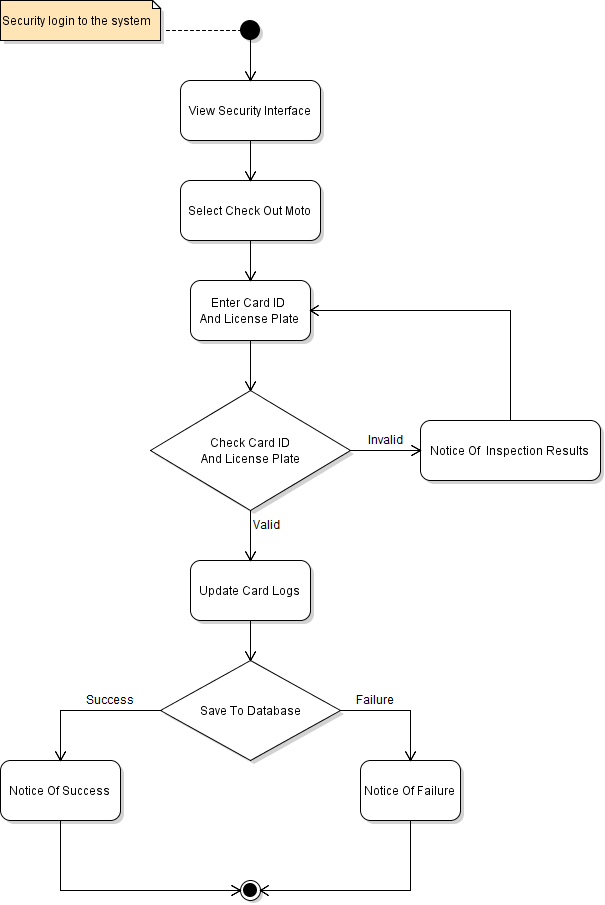 Security login to the system
View Security Interface
Select Check Out Moto
Enter Card ID
And License Plate
Check Card ID
And License Plate
Invalid
Notice Of Inspection Results
Valid
Update Card Logs
Save To Database
Success
Failure
Notice Of Success
Notice Of Failure